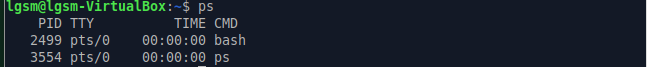 lgsm@lgsm-VirtualBox:~$ ps
PID TTY TIME CMD
2499 pts/0 00:00:00 bash
3554 pts/0 00:00:00 ps